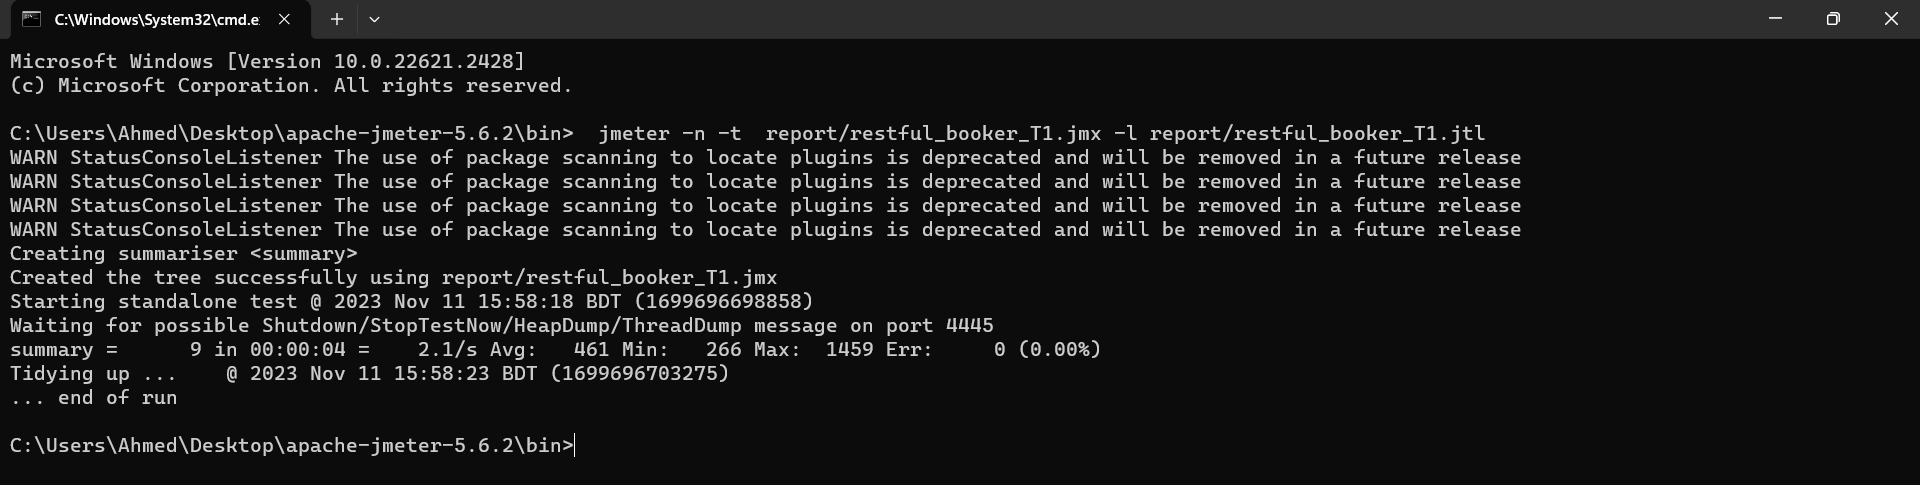 C:\Windows\System32\cmd.e
Microsoft Windows [Version 10.0.22621.2428]
(c) Microsoft Corporation. All rights reserved.
C:\Users\Ahmed\Desktop\apache-jmeter-5.6.2\bin>  jmeter -n -t  report/restful_booker_T1.jmx -l report/restful_booker_T1.jtl
WARN StatusConsoleListener The use of package scanning to locate plugins is deprecated and will be removed in a future release
WARN StatusConsoleListener The use of package scanning to locate plugins is deprecated and will be removed in a future release
WARN StatusConsoleListener The use of package scanning to locate plugins is deprecated and will be removed in a future release
WARN StatusConsoleListener The use of package scanning to locate plugins is deprecated and will be removed in a future release
Creating summariser <summary>
Created the tree successfully using report/restful_booker_T1.jmx
Starting standalone test @ 2023 Nov 11 15:58:18 BDT (1699696698858)
Waiting for possible Shutdown/StopTestNow/HeapDump/ThreadDump message on port 4445
summary =      9 in 00:00:04 =    2.1/s Avg:   461 Min:   266 Max:  1459 Err:     0 (0.00%)
Tidying up ...    @ 2023 Nov 11 15:58:23 BDT (1699696703275)
... end of run
C:\Users\Ahmed\Desktop\apache-jmeter-5.6.2\bin>